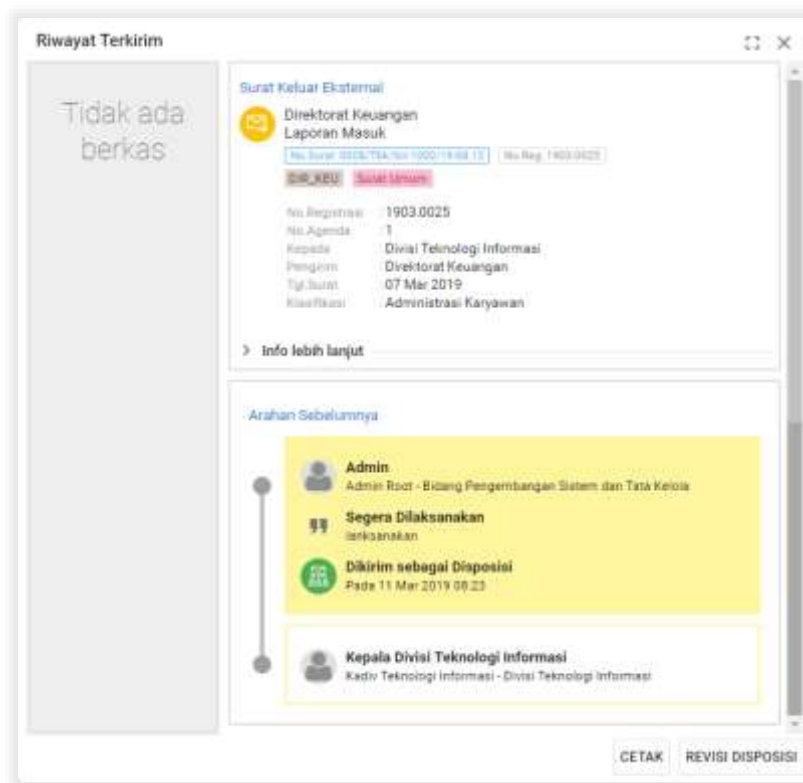 Riwayat Terkirim
Tidak ada
berkas
Surat Keluar Eksternal
Direktorat Keuangan
Laporan Masuk
No.Surat No.Reg. 1903.0025
DIR_KEU Surat Umum
No.Registrasi 1903.0025
No.Agenda 1
Kepada Divisi Teknologi Informasi
Pengirim Direktorat Keuangan
Tgl.Surat 07 Mar 2019
Klasifikasi Administrasi Karyawan
Info lebih lanjut
Arahan Sebelumnya
Admin
Admin Root - Bidang Pengembangan Sistem dan Tata Kelola
Segera Dilaksanakan
lanksanakan
Dikirim sebagai Disposisi
Pada 11 Mar 2019 08:23
Kepala Divisi Teknologi Informasi
Kadiv Teknologi Informasi - Divisi Teknologi Informasi
CETAK REVISI DISPOSISI